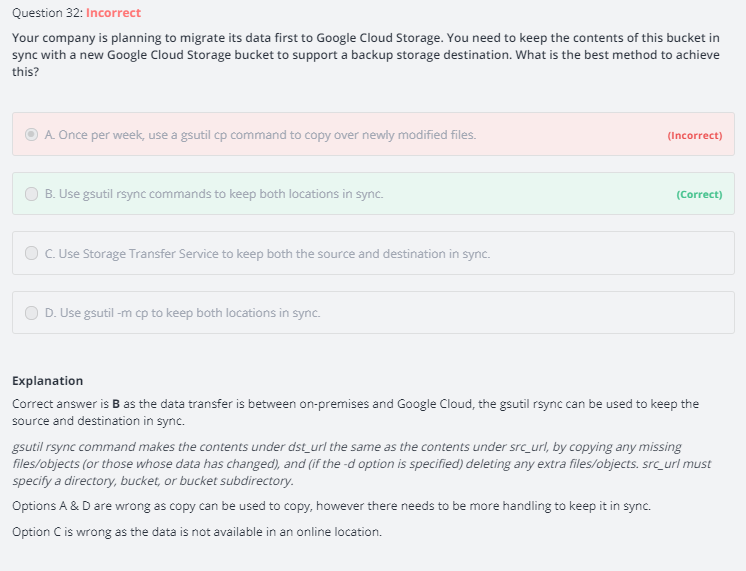 Question 32: Incorrect
Your company is planning to migrate its data first to Google Cloud Storage. You need to keep the contents of this bucket in
sync with a new Google Cloud Storage bucket to support a backup storage destination. What is the best method to achieve
this?
A. Once per week, use a gsutil cp command to copy over newly modified files.
(Incorrect)
B. Use gsutil rsync commands to keep both locations in sync.
(Correct)
C. Use Storage Transfer Service to keep both the source and destination in sync.
D. Use gsutil -m cp to keep both locations in sync.
Explanation
Correct answer is B as the data transfer is between on-premises and Google Cloud, the gsutil rsync can be used to keep the
source and destination in sync.
gsutil rsync command makes the contents under dst_url the same as the contents under src_url, by copying any missing
files/objects (or those whose data has changed), and (if the -d option is specified) deleting any extra files/objects. src_url must
specify a directory, bucket, or bucket subdirectory.
Options A & D are wrong as copy can be used to copy, however there needs to be more handling to keep it in sync.
Option C is wrong as the data is not available in an online location.